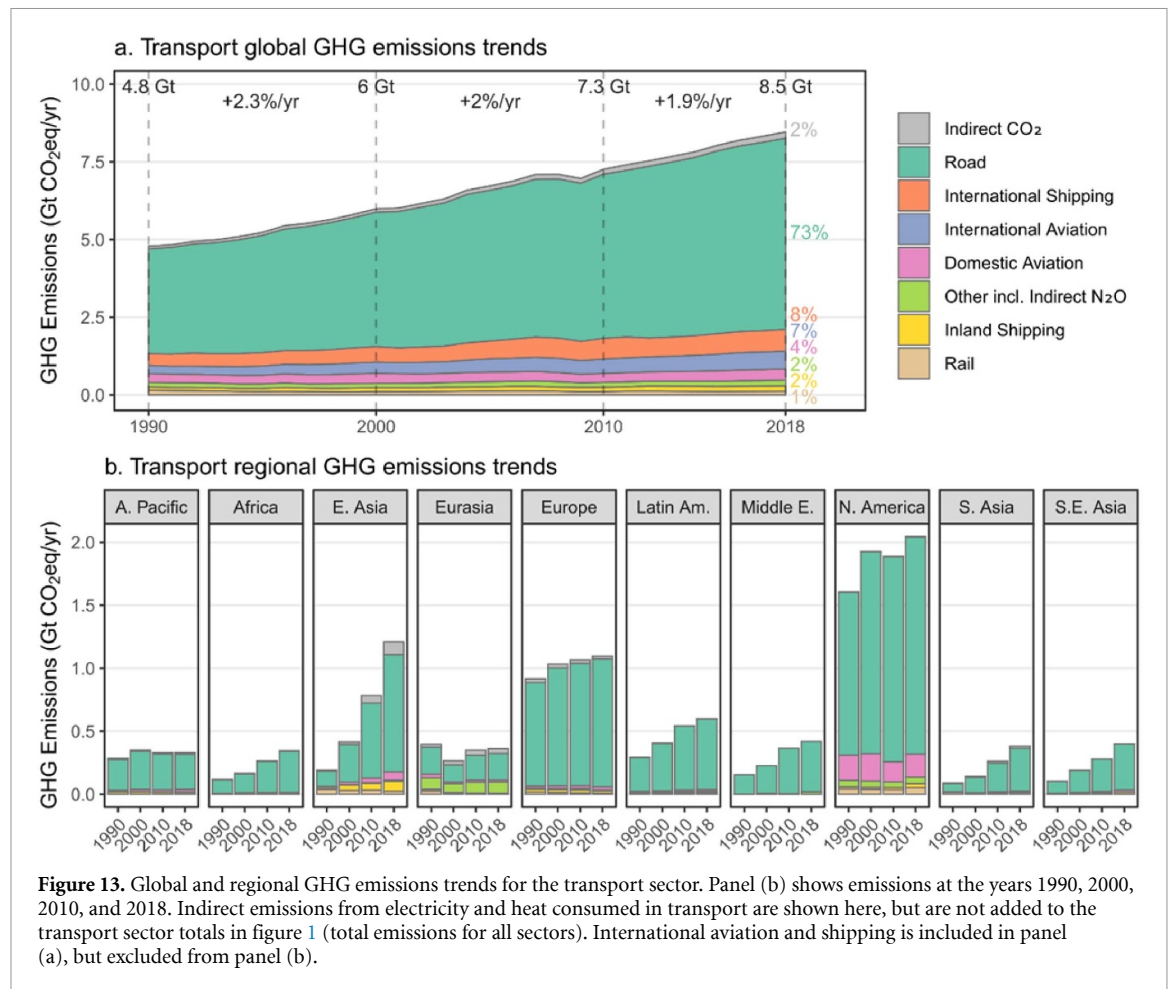 a. Transport global GHG emissions trends
GHG Emissions (Gt CO₂eq/yr)
10.0
7.5
5.0
2.5
0.0
4.8 Gt
+2.3%/yr
6 Gt
+2%/yr
7.3 Gt
+1.9%/yr
8.5 Gt
2%
73%
8%
7%
4%
2%
2%
1%
1990
2000
2010
2018
Indirect CO₂
Road
International Shipping
International Aviation
Domestic Aviation
Other incl. Indirect N₂O
Inland Shipping
Rail
b. Transport regional GHG emissions trends
GHG Emissions (Gt CO₂eq/yr)
A. Pacific
Africa
E. Asia
Eurasia
Europe
Latin Am.
Middle E.
N. America
S. Asia
S.E. Asia
2.0
1.5
1.0
0.5
0.0
1990
2000
2010
2018
1990
2000
2010
2018
1990
2000
2010
2018
1990
2000
2010
2018
1990
2000
2010
2018
1990
2000
2010
2018
1990
2000
2010
2018
1990
2000
2010
2018
1990
2000
2010
2018
1990
2000
2010
2018
Figure 13. Global and regional GHG emissions trends for the transport sector. Panel (b) shows emissions at the years 1990, 2000,
2010, and 2018. Indirect emissions from electricity and heat consumed in transport are shown here, but are not added to the
transport sector totals in figure 1 (total emissions for all sectors). International aviation and shipping is included in panel
(a), but excluded from panel (b).